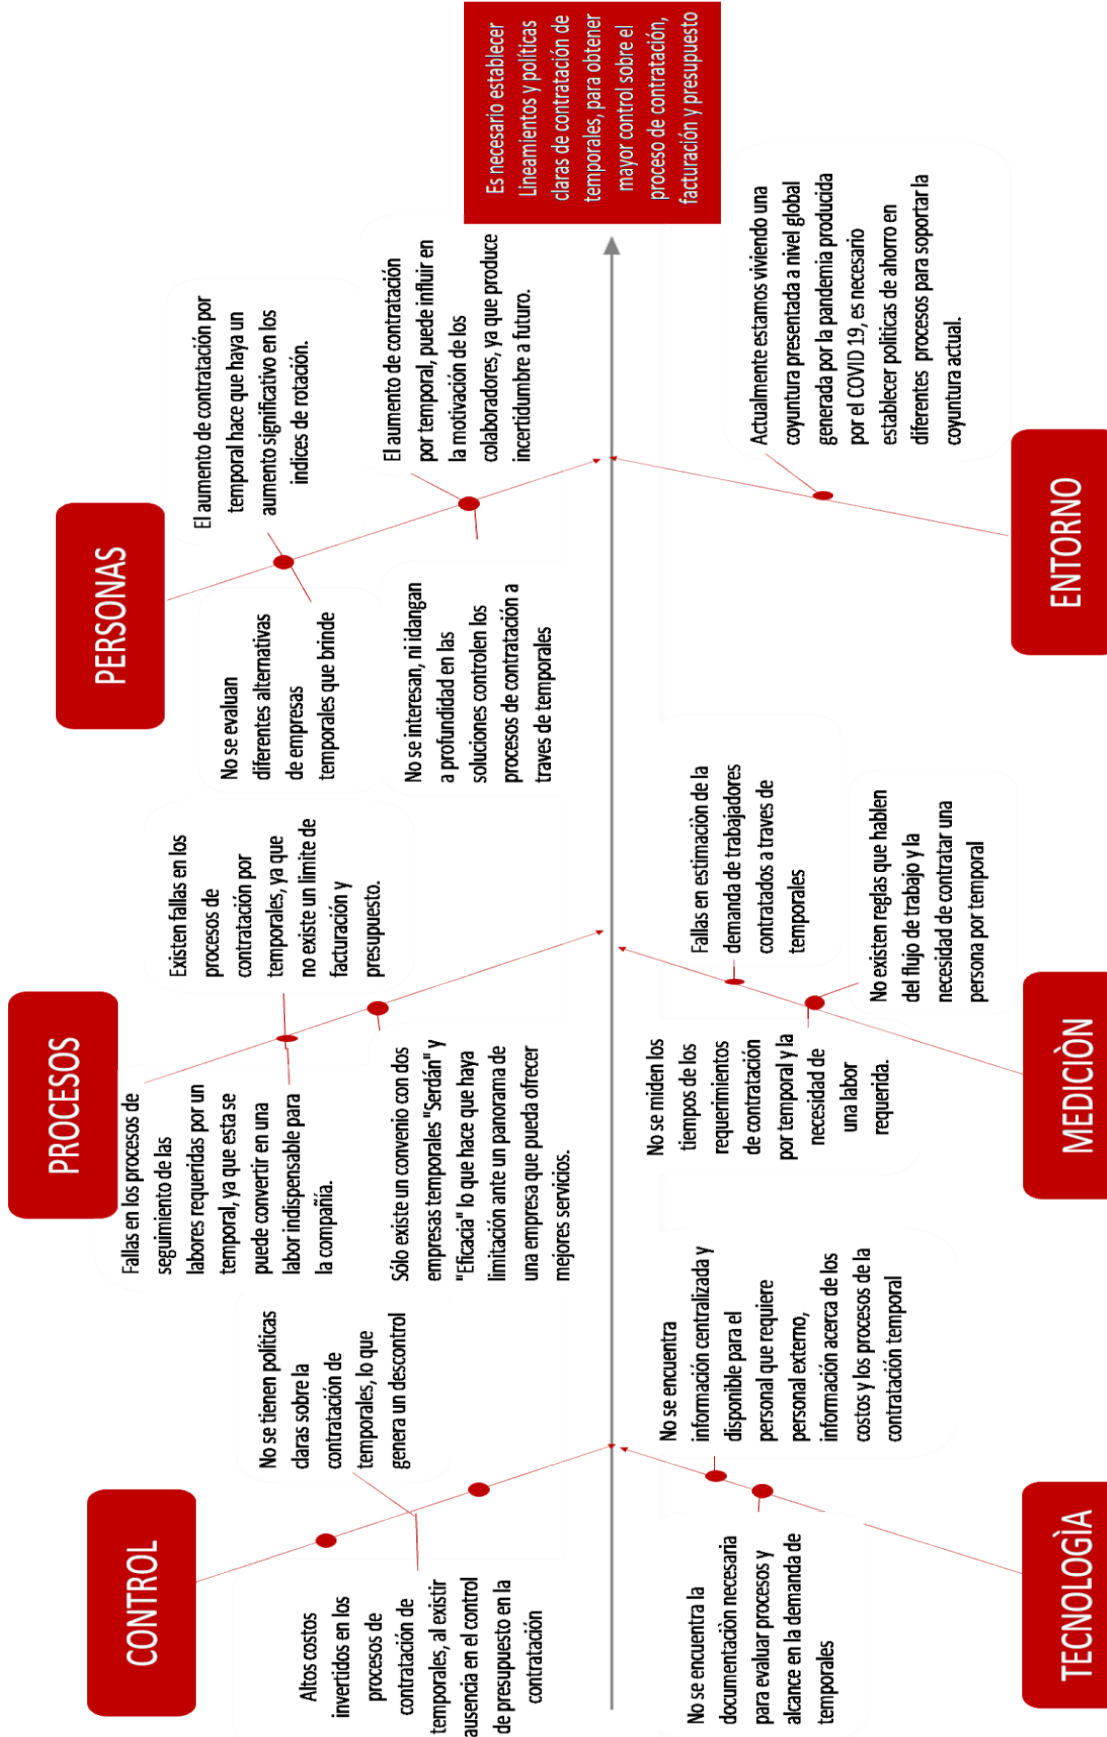 CONTROL
Altos costos
invertidos en los
procesos de
contratación de
temporales, al existir
ausencia en el control
de presupuesto en la
contratación
No se tienen políticas
claras sobre la
contratación de
temporales, lo que
genera un descontrol
PROCESOS
Fallas en los procesos de
seguimiento de las
labores requeridas por un
temporal, ya que esta se
puede convertir en una
labor indispensable para
la compañía.
Existen fallas en los
procesos de
contratación por
temporales, ya que
no existe un limite de
facturación y
presupuesto.
Sólo existe un convenio con dos
empresas temporales "Serdán" y
"Eficacia" lo que hace que haya
limitación ante un panorama de
una empresa que pueda ofrecer
mejores servicios.
PERSONAS
No se evaluan
diferentes alternativas
de empresas
temporales que brinde
El aumento de contratación por
temporal hace que haya un
aumento significativo en los
indices de rotación.
No se interesan, ni idangan
a profundidad en las
soluciones controlen los
procesos de contratación a
traves de temporales
El aumento de contratación
por temporal, puede influir en
la motivación de los
colaboradores, ya que produce
incertidumbre a futuro.
Es necesario establecer
Lineamientos y políticas
claras de contratación de
temporales, para obtener
mayor control sobre el
proceso de contratación,
facturación y presupuesto
TECNOLOGÌA
No se encuentra la
documentaciòn necesaria
para evaluar procesos y
alcance en la demanda de
temporales
No se encuentra
información centralizada y
disponible para el
personal que requiere
personal externo,
información acerca de los
costos y los procesos de la
contratación temporal
MEDICIÒN
No se miden los
tiempos de los
requerimientos
de contratación
por temporal y la
necesidad de
una labor
requerida.
Fallas en estimaciòn de la
demanda de trabajadores
contratados a traves de
temporales
No existen reglas que hablen
del flujo de trabajo y la
necesidad de contratar una
persona por temporal
ENTORNO
Actualmente estamos viviendo una
coyuntura presentada a nivel global
generada por la pandemia producida
por el COVID 19, es necesario
establecer políticas de ahorro en
diferentes procesos para soportar la
coyuntura actual.